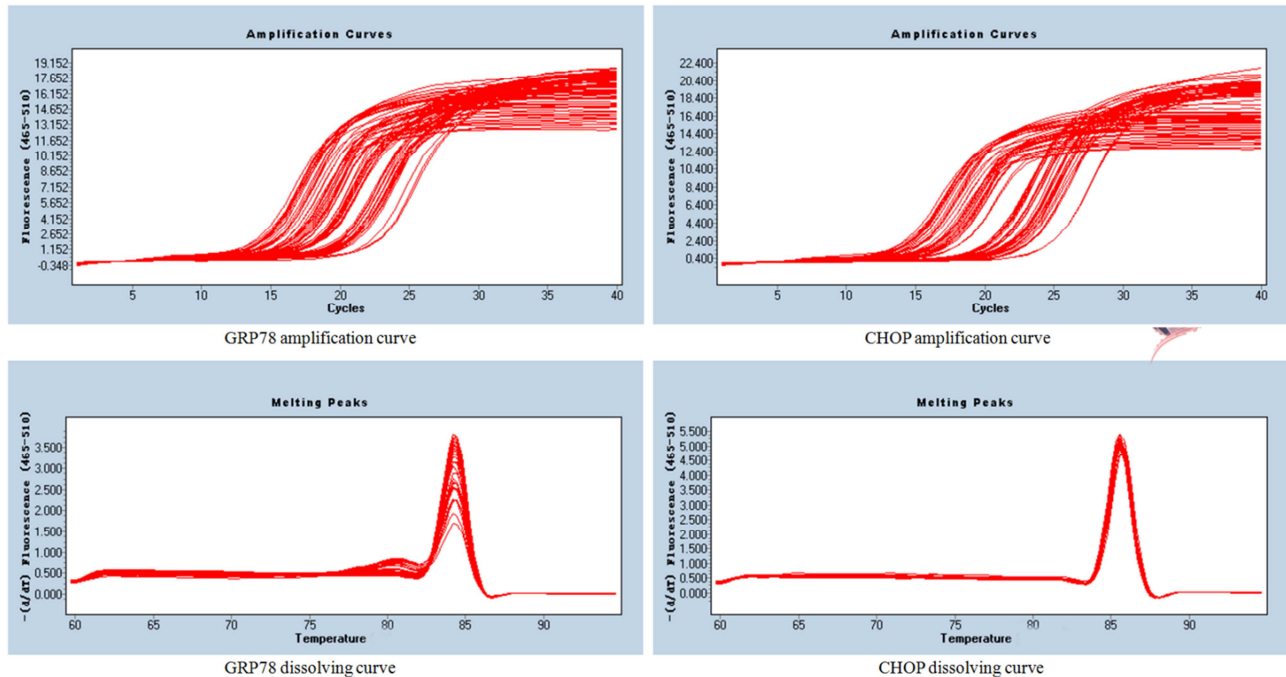 Amplification Curves
Fluorescence (465-510)
19.152
17.652
16.152
14.652
13.152
11.652
10.152
8.652
7.152
5.652
4.152
2.652
1.152
-0.348
5 10 15 20 25 30 35 40
Cycles
GRP78 amplification curve
Amplification Curves
Fluorescence (465-510)
22.400
20.400
18.400
16.400
14.400
12.400
10.400
8.400
6.400
4.400
2.400
0.400
5 10 15 20 25 30 35 40
Cycles
CHOP amplification curve
Melting Peaks
-(d/dT) Fluorescence (465-510)
3.500
3.000
2.500
2.000
1.500
1.000
0.500
0.000
60 65 70 75 80 85 90
Temperature
GRP78 dissolving curve
Melting Peaks
-(d/dT) Fluorescence (465-510)
5.500
5.000
4.500
4.000
3.500
3.000
2.500
2.000
1.500
1.000
0.500
0.000
60 65 70 75 80 85 90
Temperature
CHOP dissolving curve